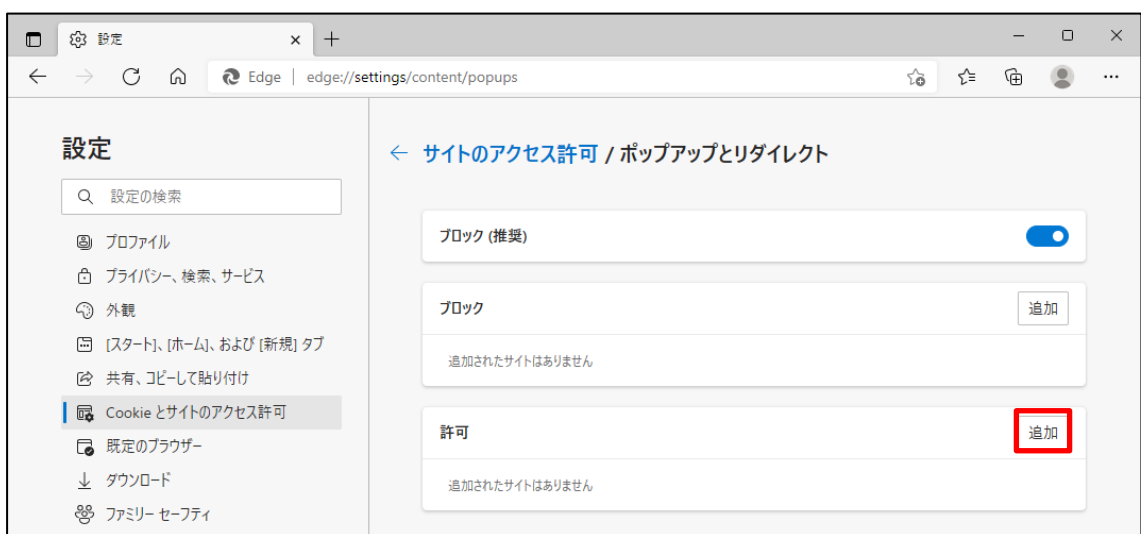 設定
Edge | edge://settings/content/popups
設定
設定の検索
プロファイル
プライバシー、検索、サービス
外観
[スタート]、[ホーム]、および [新規] タブ
共有、コピーして貼り付け
Cookie とサイトのアクセス許可
既定のブラウザー
ダウンロード
ファミリー セーフティ
サイトのアクセス許可 / ポップアップとリダイレクト
ブロック (推奨)
ブロック
追加
追加されたサイトはありません
許可
追加
追加されたサイトはありません